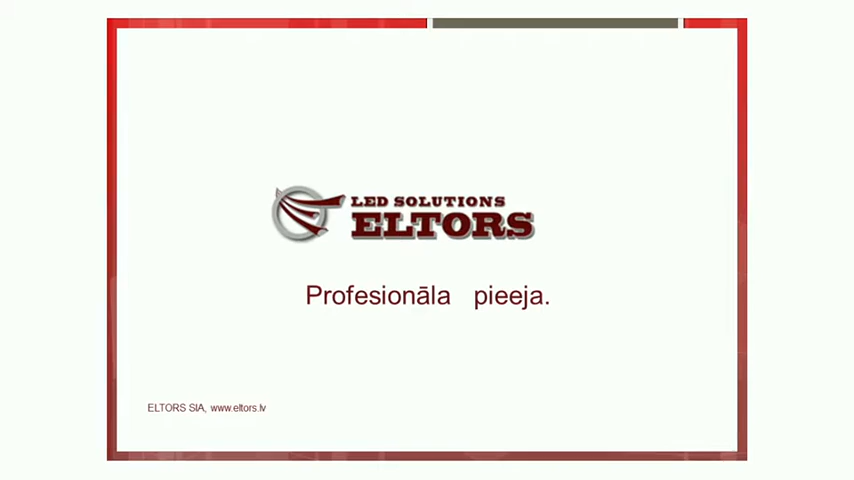 LED SOLUTIONS
ELTORS
Profesionāla pieeja.
ELTORS SIA, www.eltors.lv